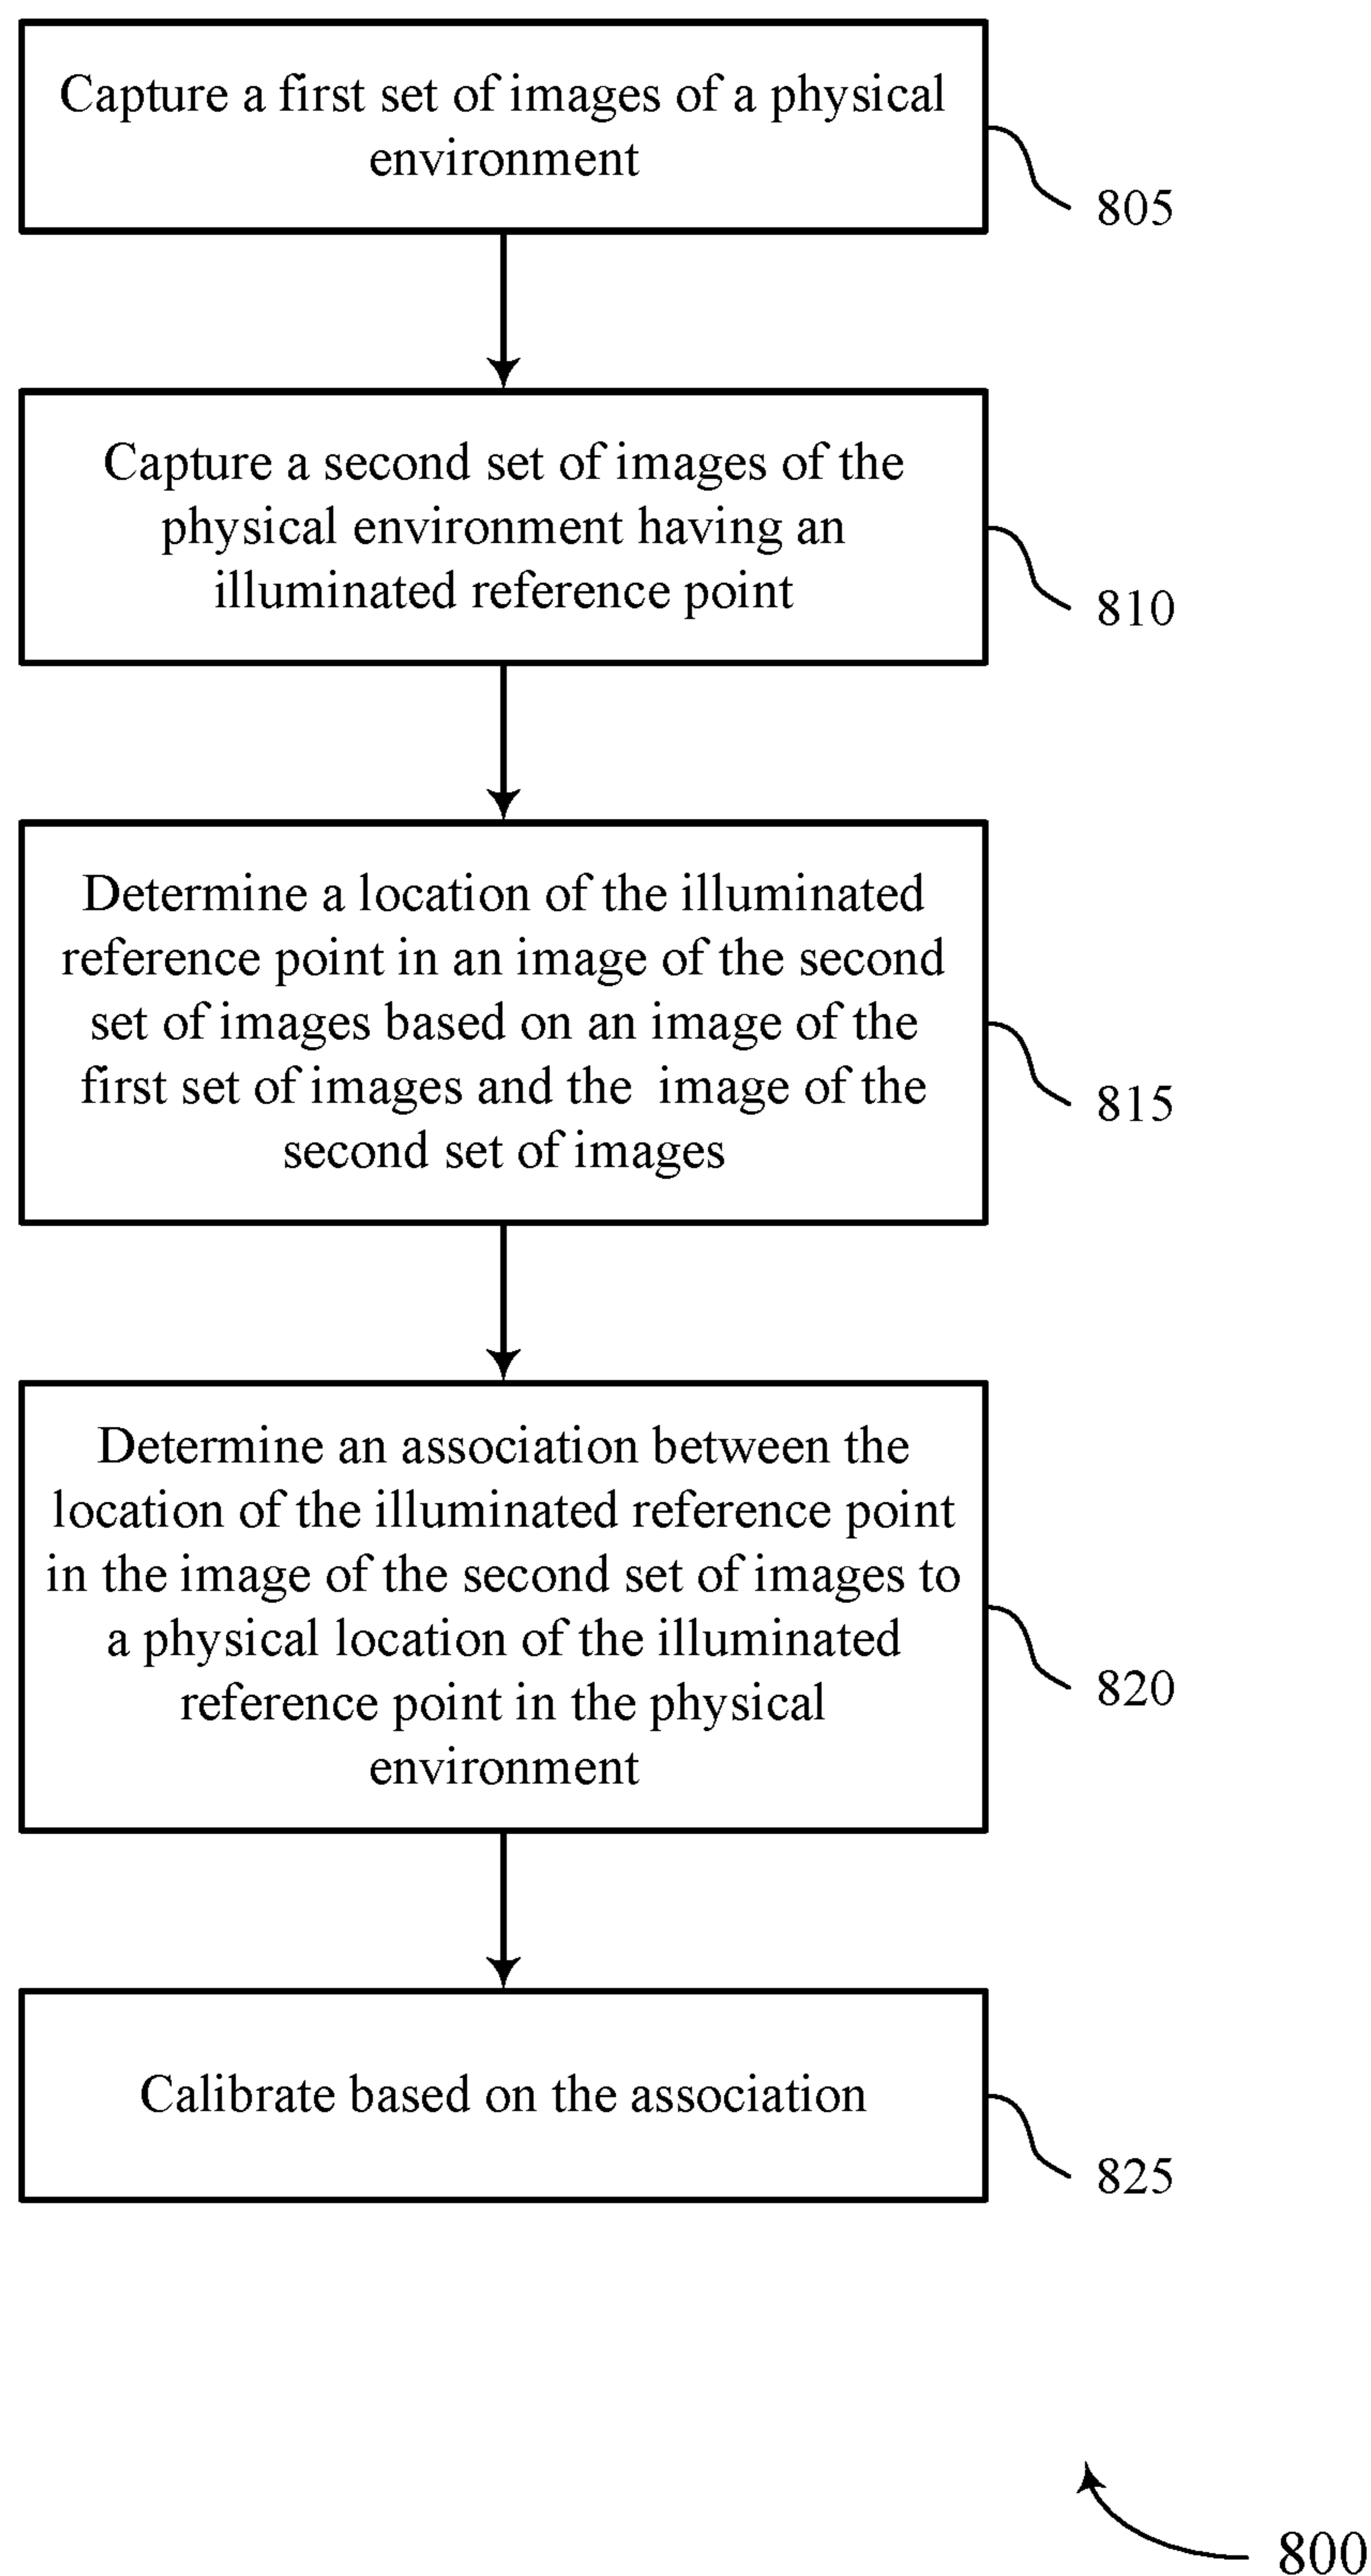 Capture a first set of images of a physical
environment
805
Capture a second set of images of the
physical environment having an
illuminated reference point
810
Determine a location of the illuminated
reference point in an image of the second
set of images based on an image of the
first set of images and the  image of the
second set of images
815
Determine an association between the
location of the illuminated reference point
in the image of the second set of images to
a physical location of the illuminated
reference point in the physical
environment
820
Calibrate based on the association
825
800